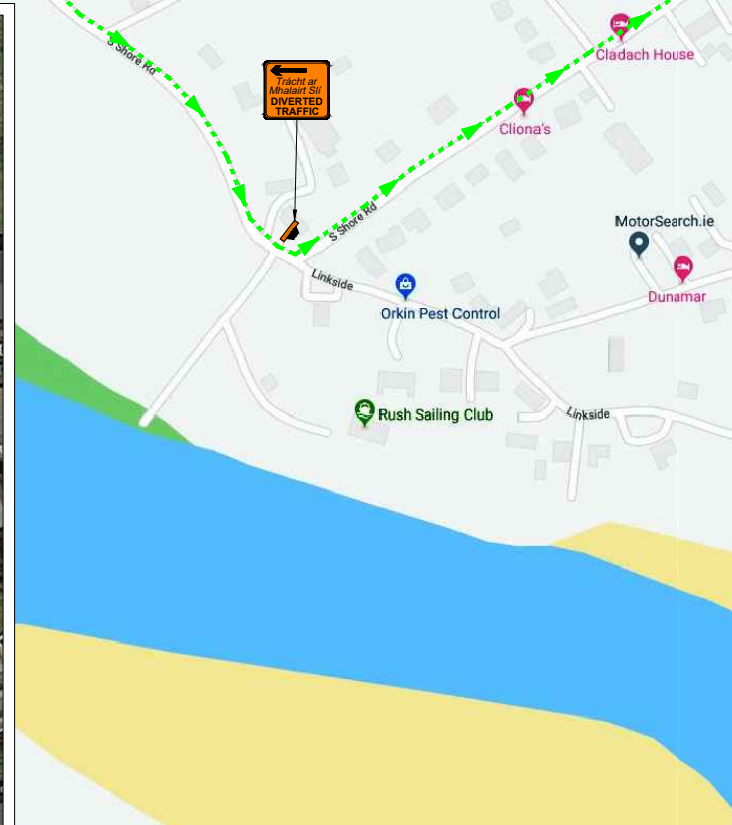 S Shore Rd
Cladach House
Trácht ar
Mhalairt Slí
DIVERTED
TRAFFIC
Cliona's
S Shore Rd
MotorSearch.ie
Linkside
Dunamar
Orkin Pest Control
Rush Sailing Club
Linkside